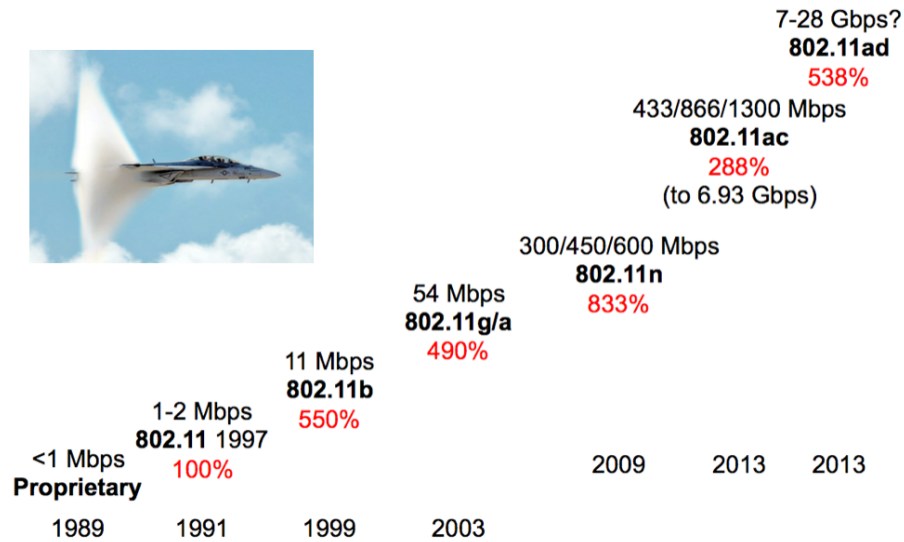 7-28 Gbps?
802.11ad
538%
433/866/1300 Mbps
802.11ac
288%
(to 6.93 Gbps)
300/450/600 Mbps
802.11n
833%
54 Mbps
802.11g/a
490%
11 Mbps
802.11b
550%
1-2 Mbps
802.11 1997
100%
<1 Mbps
Proprietary
2009 2013 2013
1989 1991 1999 2003